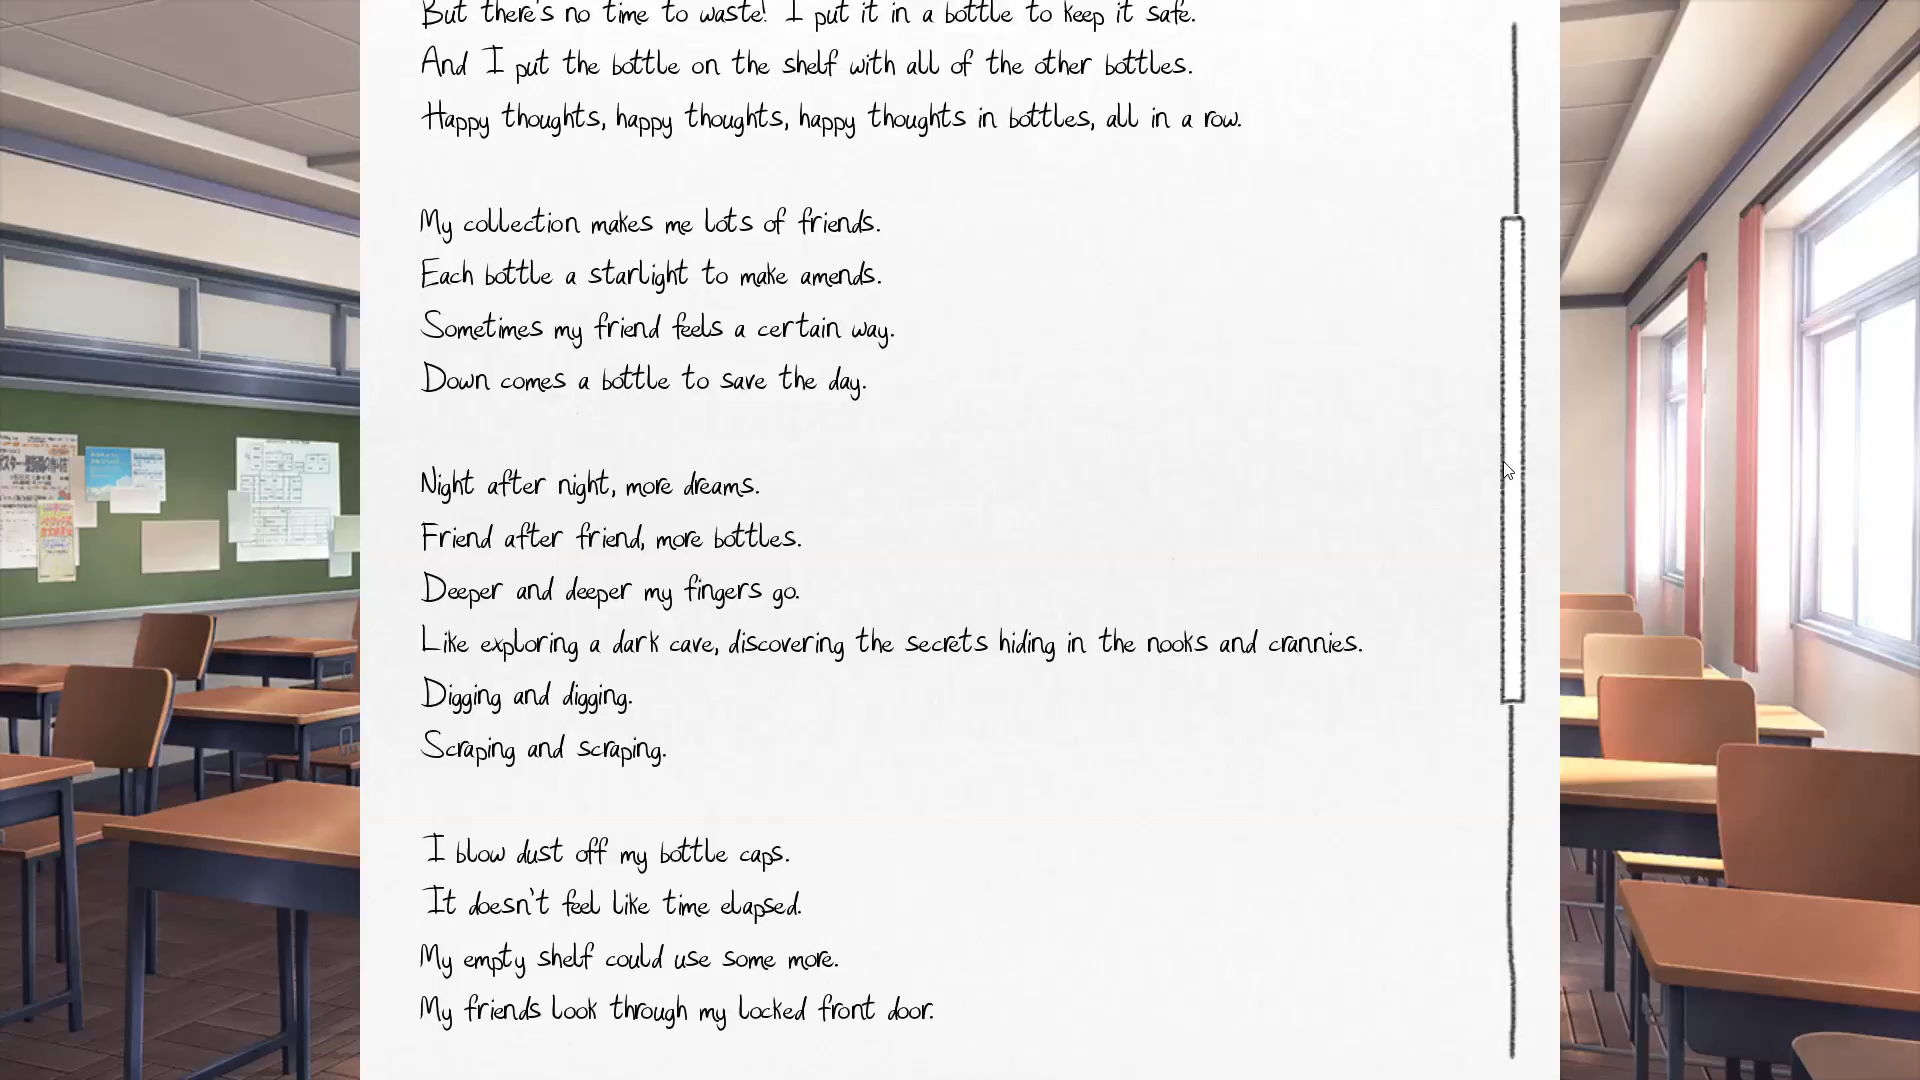 But there's no time to waste! I put it in a bottle to keep it safe.
And I put the bottle on the shelf with all of the other bottles.
Happy thoughts, happy thoughts, happy thoughts in bottles, all in a row.
My collection makes me lots of friends.
Each bottle a starlight to make amends.
Sometimes my friend feels a certain way.
Down comes a bottle to save the day.
Night after night, more dreams.
Friend after friend, more bottles.
Deeper and deeper my fingers go.
Like exploring a dark cave, discovering the secrets hiding in the nooks and crannies.
Digging and digging.
Scraping and scraping.
I blow dust off my bottle caps.
It doesn't feel like time elapsed.
My empty shelf could use some more.
My friends look through my locked front door.